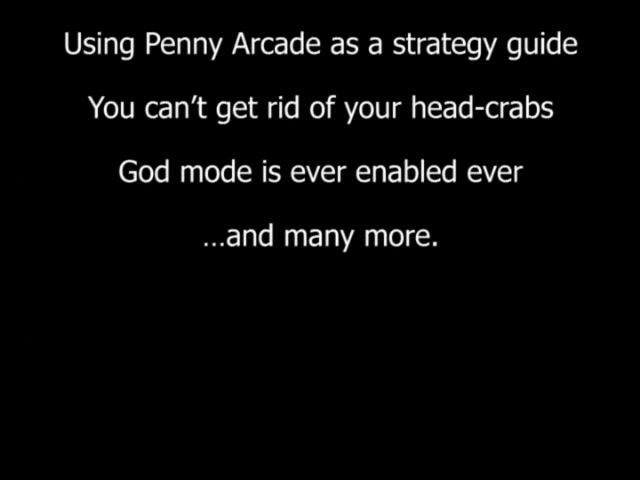 Using Penny Arcade as a strategy guide
You can't get rid of your head-crabs
God mode is ever enabled ever
...and many more.